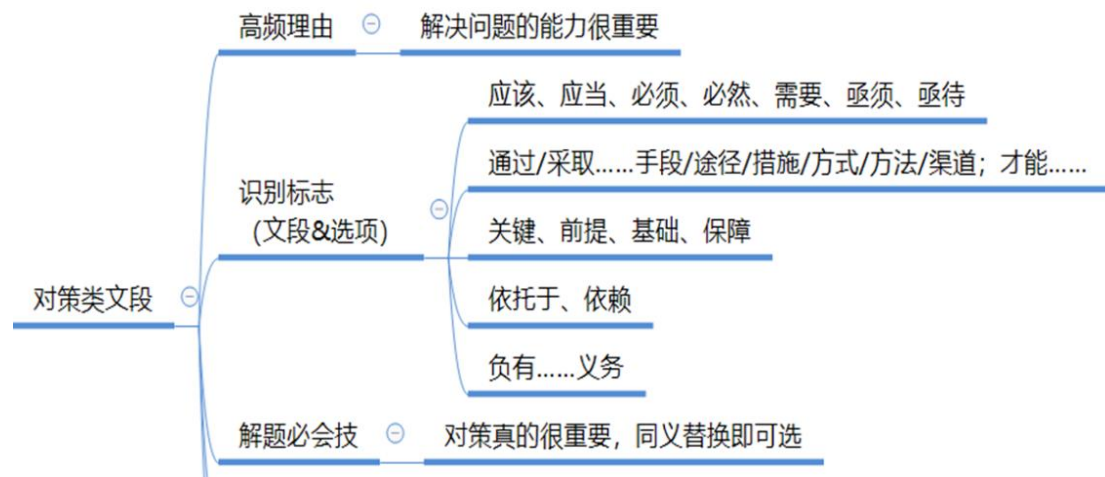 高频理由
解决问题的能力很重要
应该、应当、必须、必然、需要、亟须、亟待
通过/采取……手段/途径/措施/方式/方法/渠道；才能……
识别标志
（文段&选项）
关键、前提、基础、保障
对策类文段
依托于、依赖
负有……义务
解题必会技
对策真的很重要，同义替换即可选